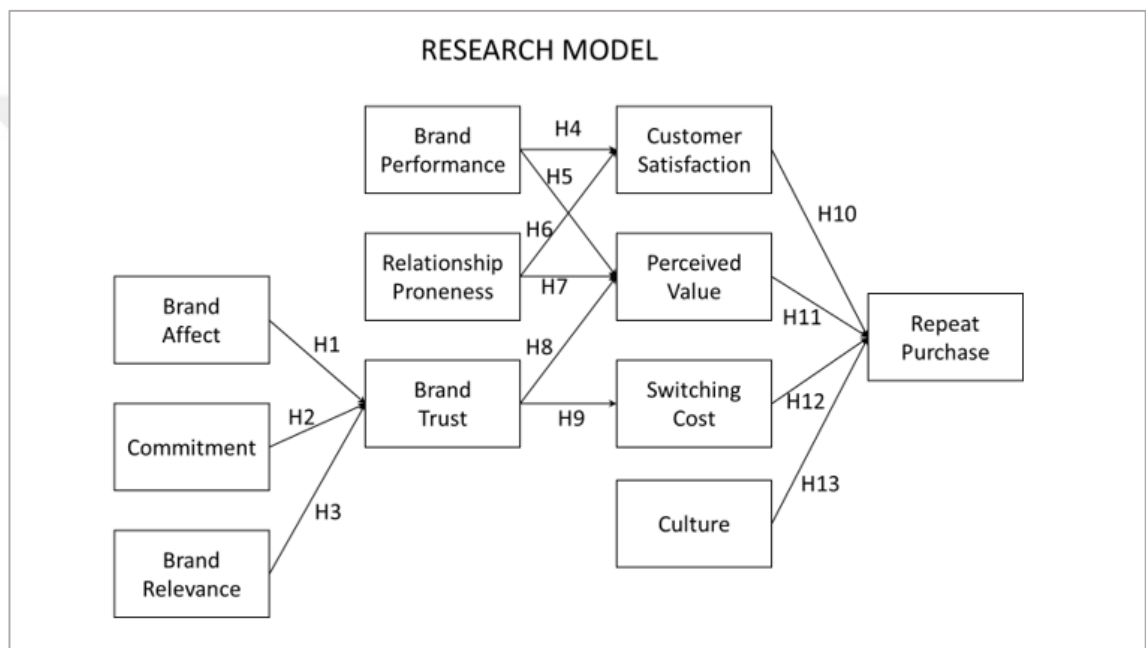 RESEARCH MODEL
Brand
Performance
H4
Customer
Satisfaction
H5
H6
H10
Relationship
Proneness
H7
Perceived
Value
Brand
Affect
H1
H8
H11
Repeat
Purchase
Commitment
H2
Brand
Trust
H9
Switching
Cost
H12
H3
H13
Brand
Relevance
Culture